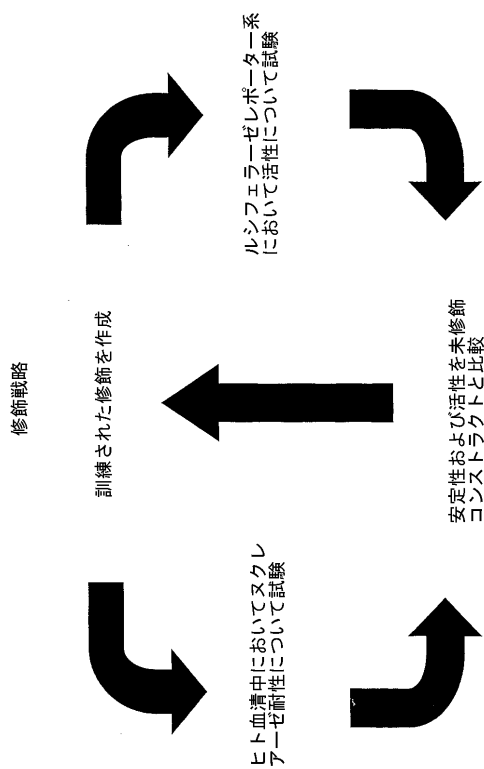 修飾戦略
訓練された修飾を作成
ヒト血清中においてヌクレ
アーゼ耐性について試験
ルシフェラーゼレポーター系
において活性について試験
安定性および活性を未修飾
コンストラクトと比較